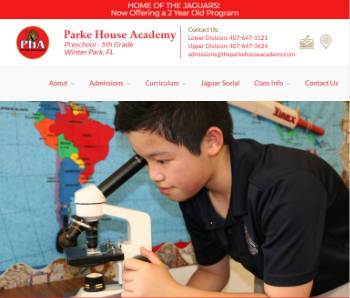 HOME OF THE JAGUARS!
Now Offering a 2 Year Old Program
PHA
Parke House Academy
Preschool - 5th Grade
Winter Park, FL
Contact Us:
Lower Division: 407-647-1121
Upper Division: 407-647-3624
admissions@theparkehouseacademy.com
About
Admissions
Curriculum
Jaguar Social
Class Info
Contact Us